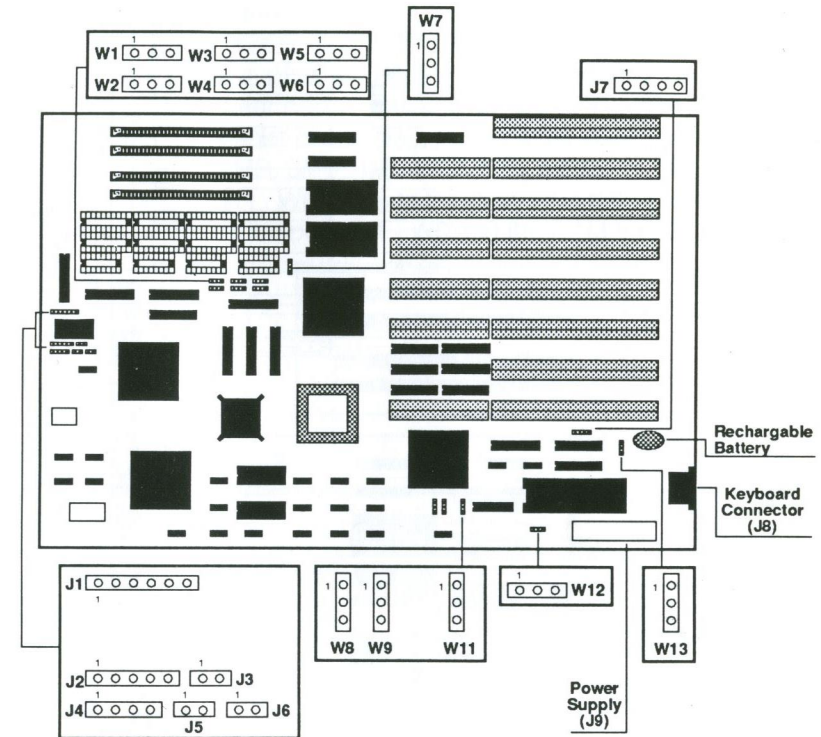 W7
1
1 1 1
W1 W3 W5
W2 W4 W6
1
J7
Rechargable
Battery
Keyboard
Connector
(J8)
J1
1
1 1
J2 J3
1 1 1
J4 J5 J6
1 1 1
W8 W9 W11
1
W12
1
W13
Power
Supply
(J9)